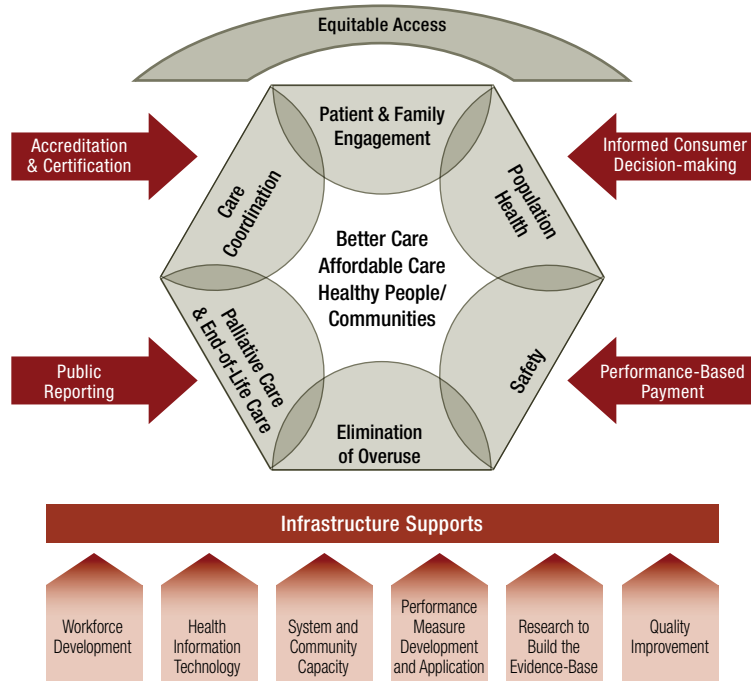 Equitable Access
Accreditation
& Certification
Patient & Family
Engagement
Informed Consumer
Decision-making
Care
Coordination
Population
Health
Better Care
Affordable Care
Healthy People/
Communities
Public
Reporting
Palliative Care
& End-of-Life Care
Elimination
of Overuse
Safety
Performance-Based
Payment
Infrastructure Supports
Workforce
Development
Health
Information
Technology
System and
Community
Capacity
Performance
Measure
Development
and Application
Research to
Build the
Evidence-Base
Quality
Improvement